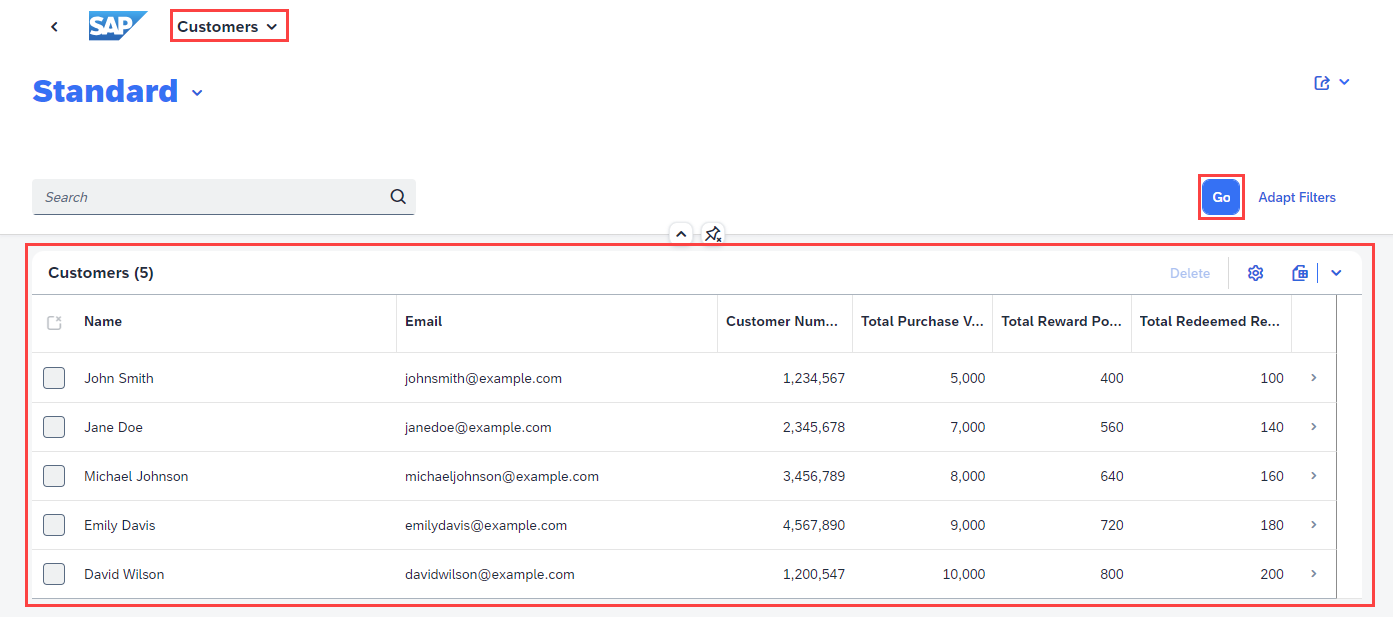 SAP Customers
Standard
Search Go Adapt Filters
Customers (5) Delete
Name Email Customer Num... Total Purchase V... Total Reward Po... Total Redeemed Re...
John Smith johnsmith@example.com 1,234,567 5,000 400 100
Jane Doe janedoe@example.com 2,345,678 7,000 560 140
Michael Johnson michaeljohnson@example.com 3,456,789 8,000 640 160
Emily Davis emilydavis@example.com 4,567,890 9,000 720 180
David Wilson davidwilson@example.com 1,200,547 10,000 800 200